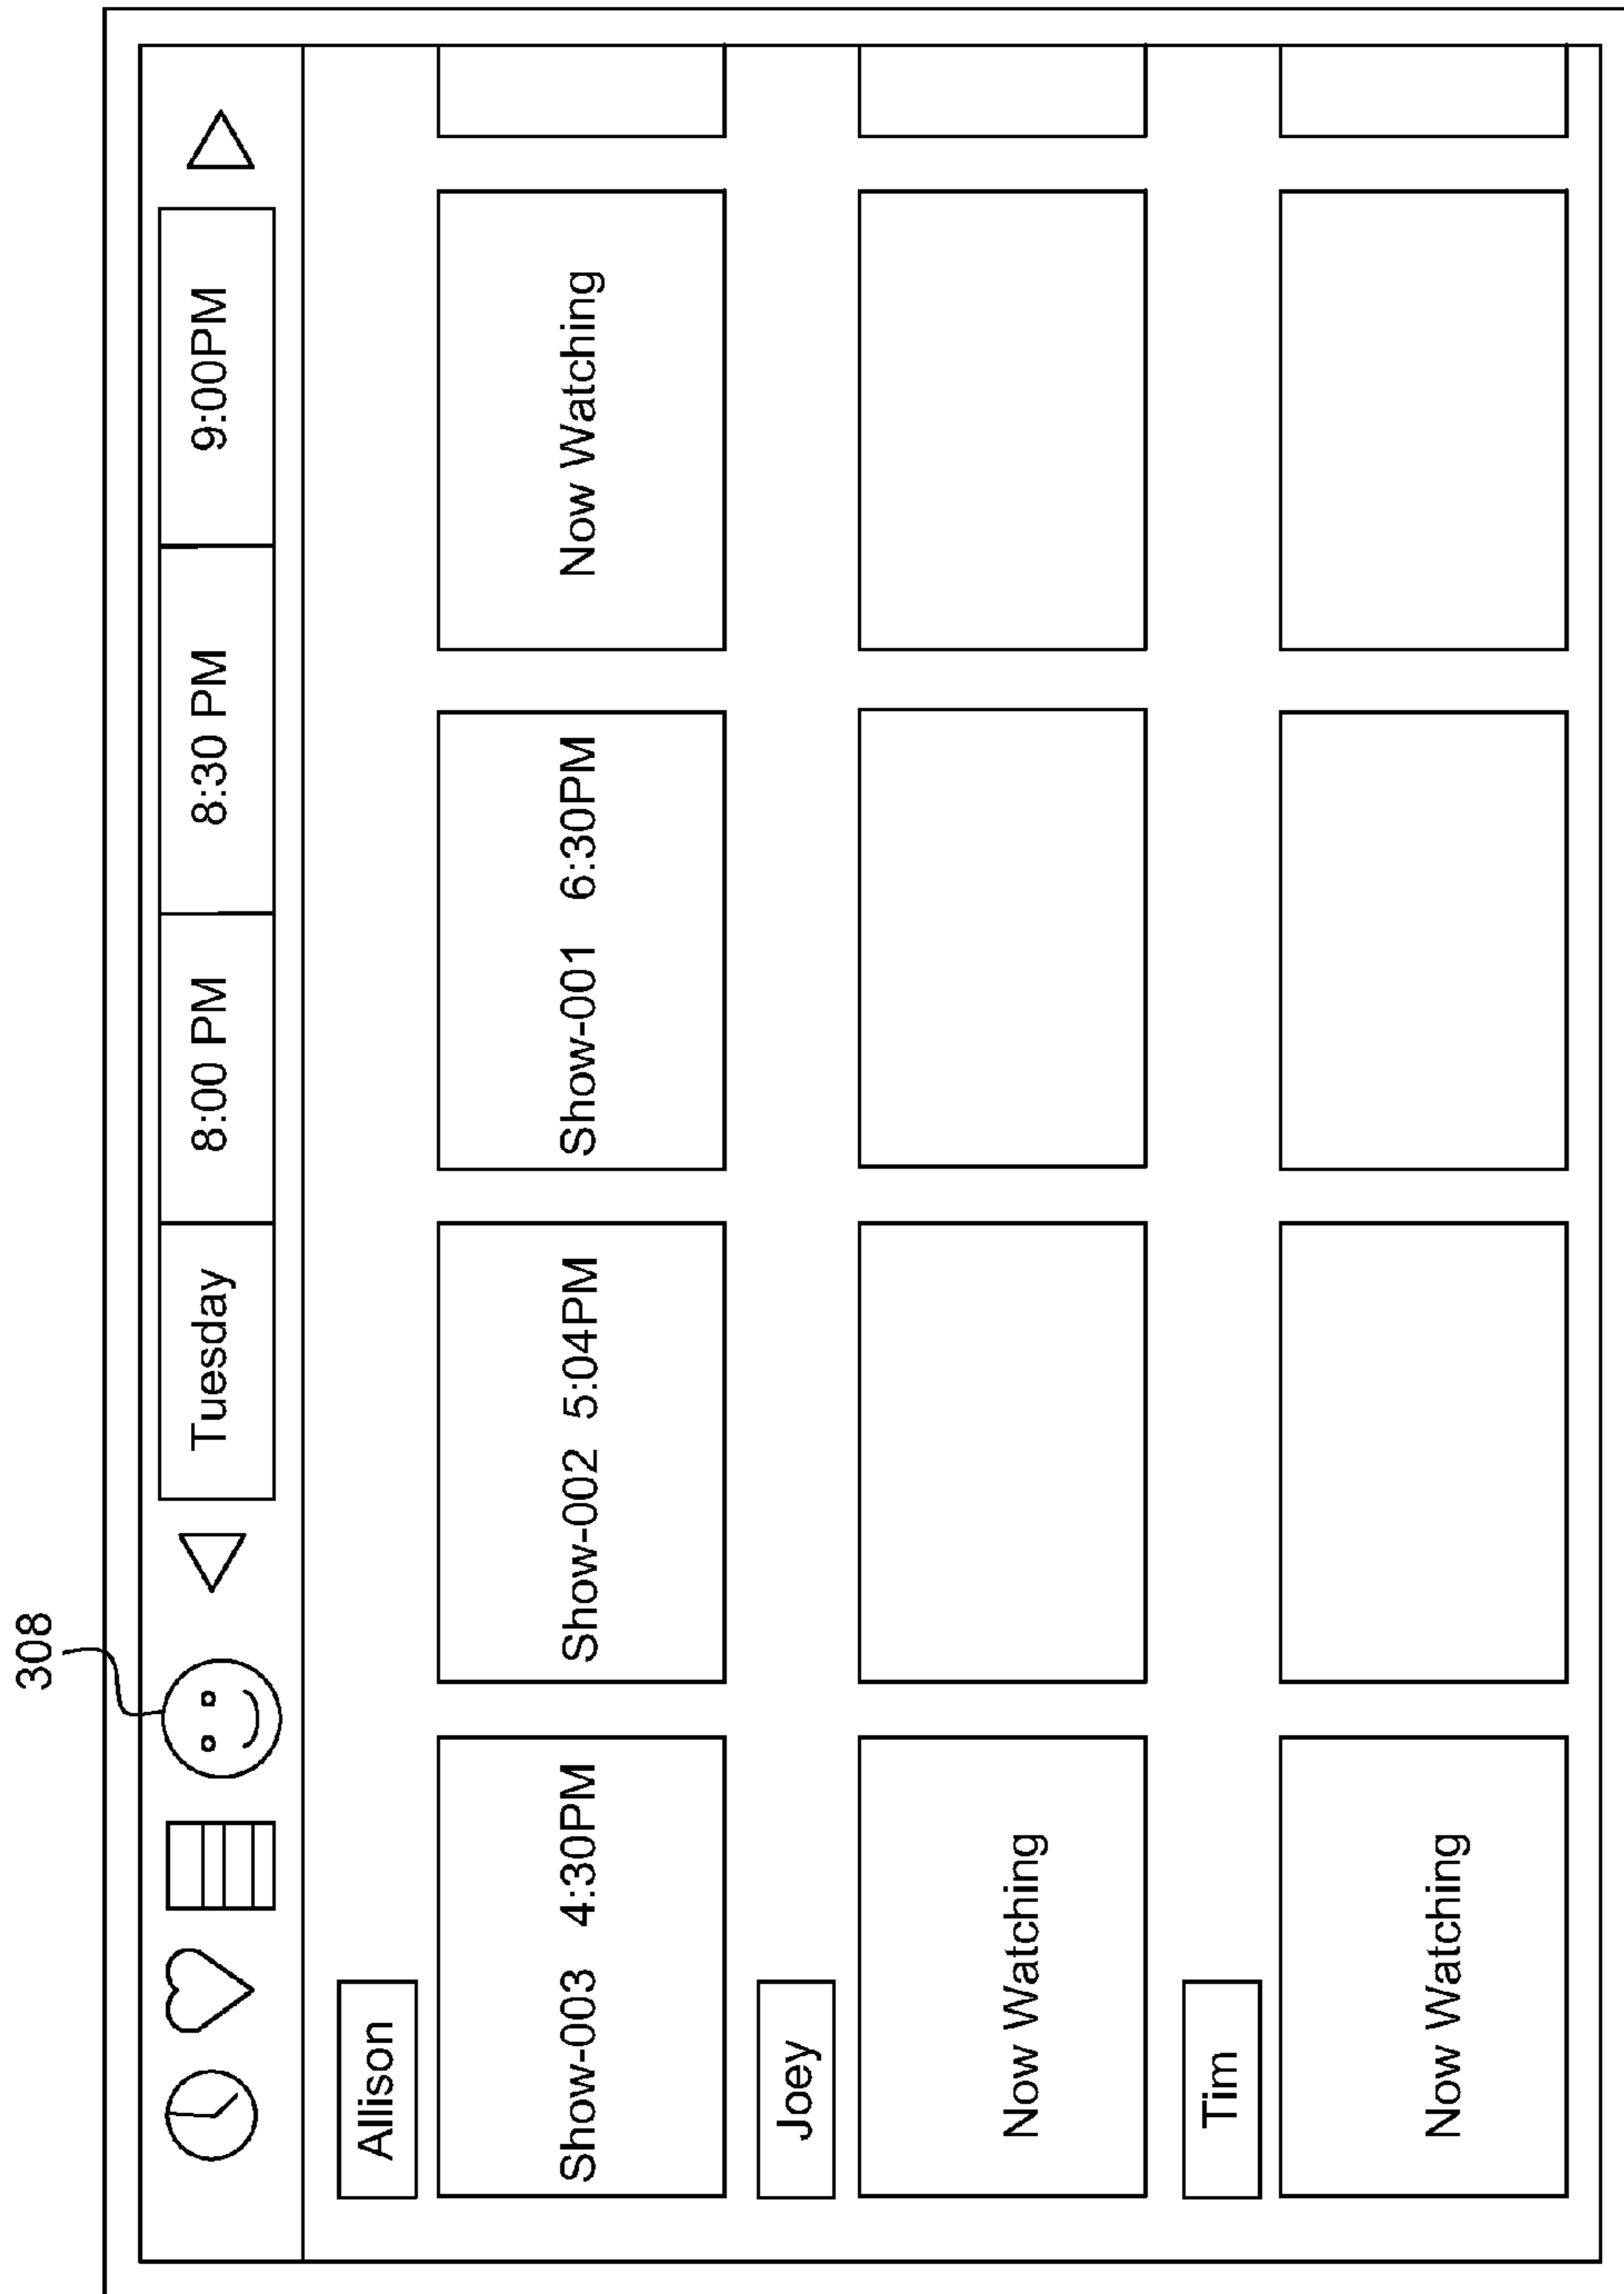 308
Tuesday 8:00 PM 8:30 PM 9:00PM
Allison
Show-003 4:30PM Show-002 5:04PM Show-001 6:30PM Now Watching
Joey
Now Watching
Tim
Now Watching